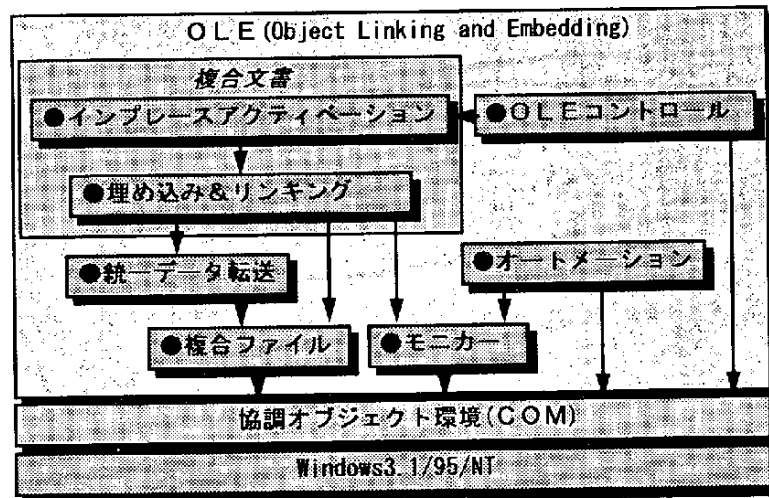 OLE(Object Linking and Embedding)
複合文書
●インプレースアクティベーション
●OLEコントロール
●埋め込み&リンキング
●統一データ転送
●オートメーション
●複合ファイル
●モニカー
協調オブジェクト環境(COM)
Windows3.1/95/NT